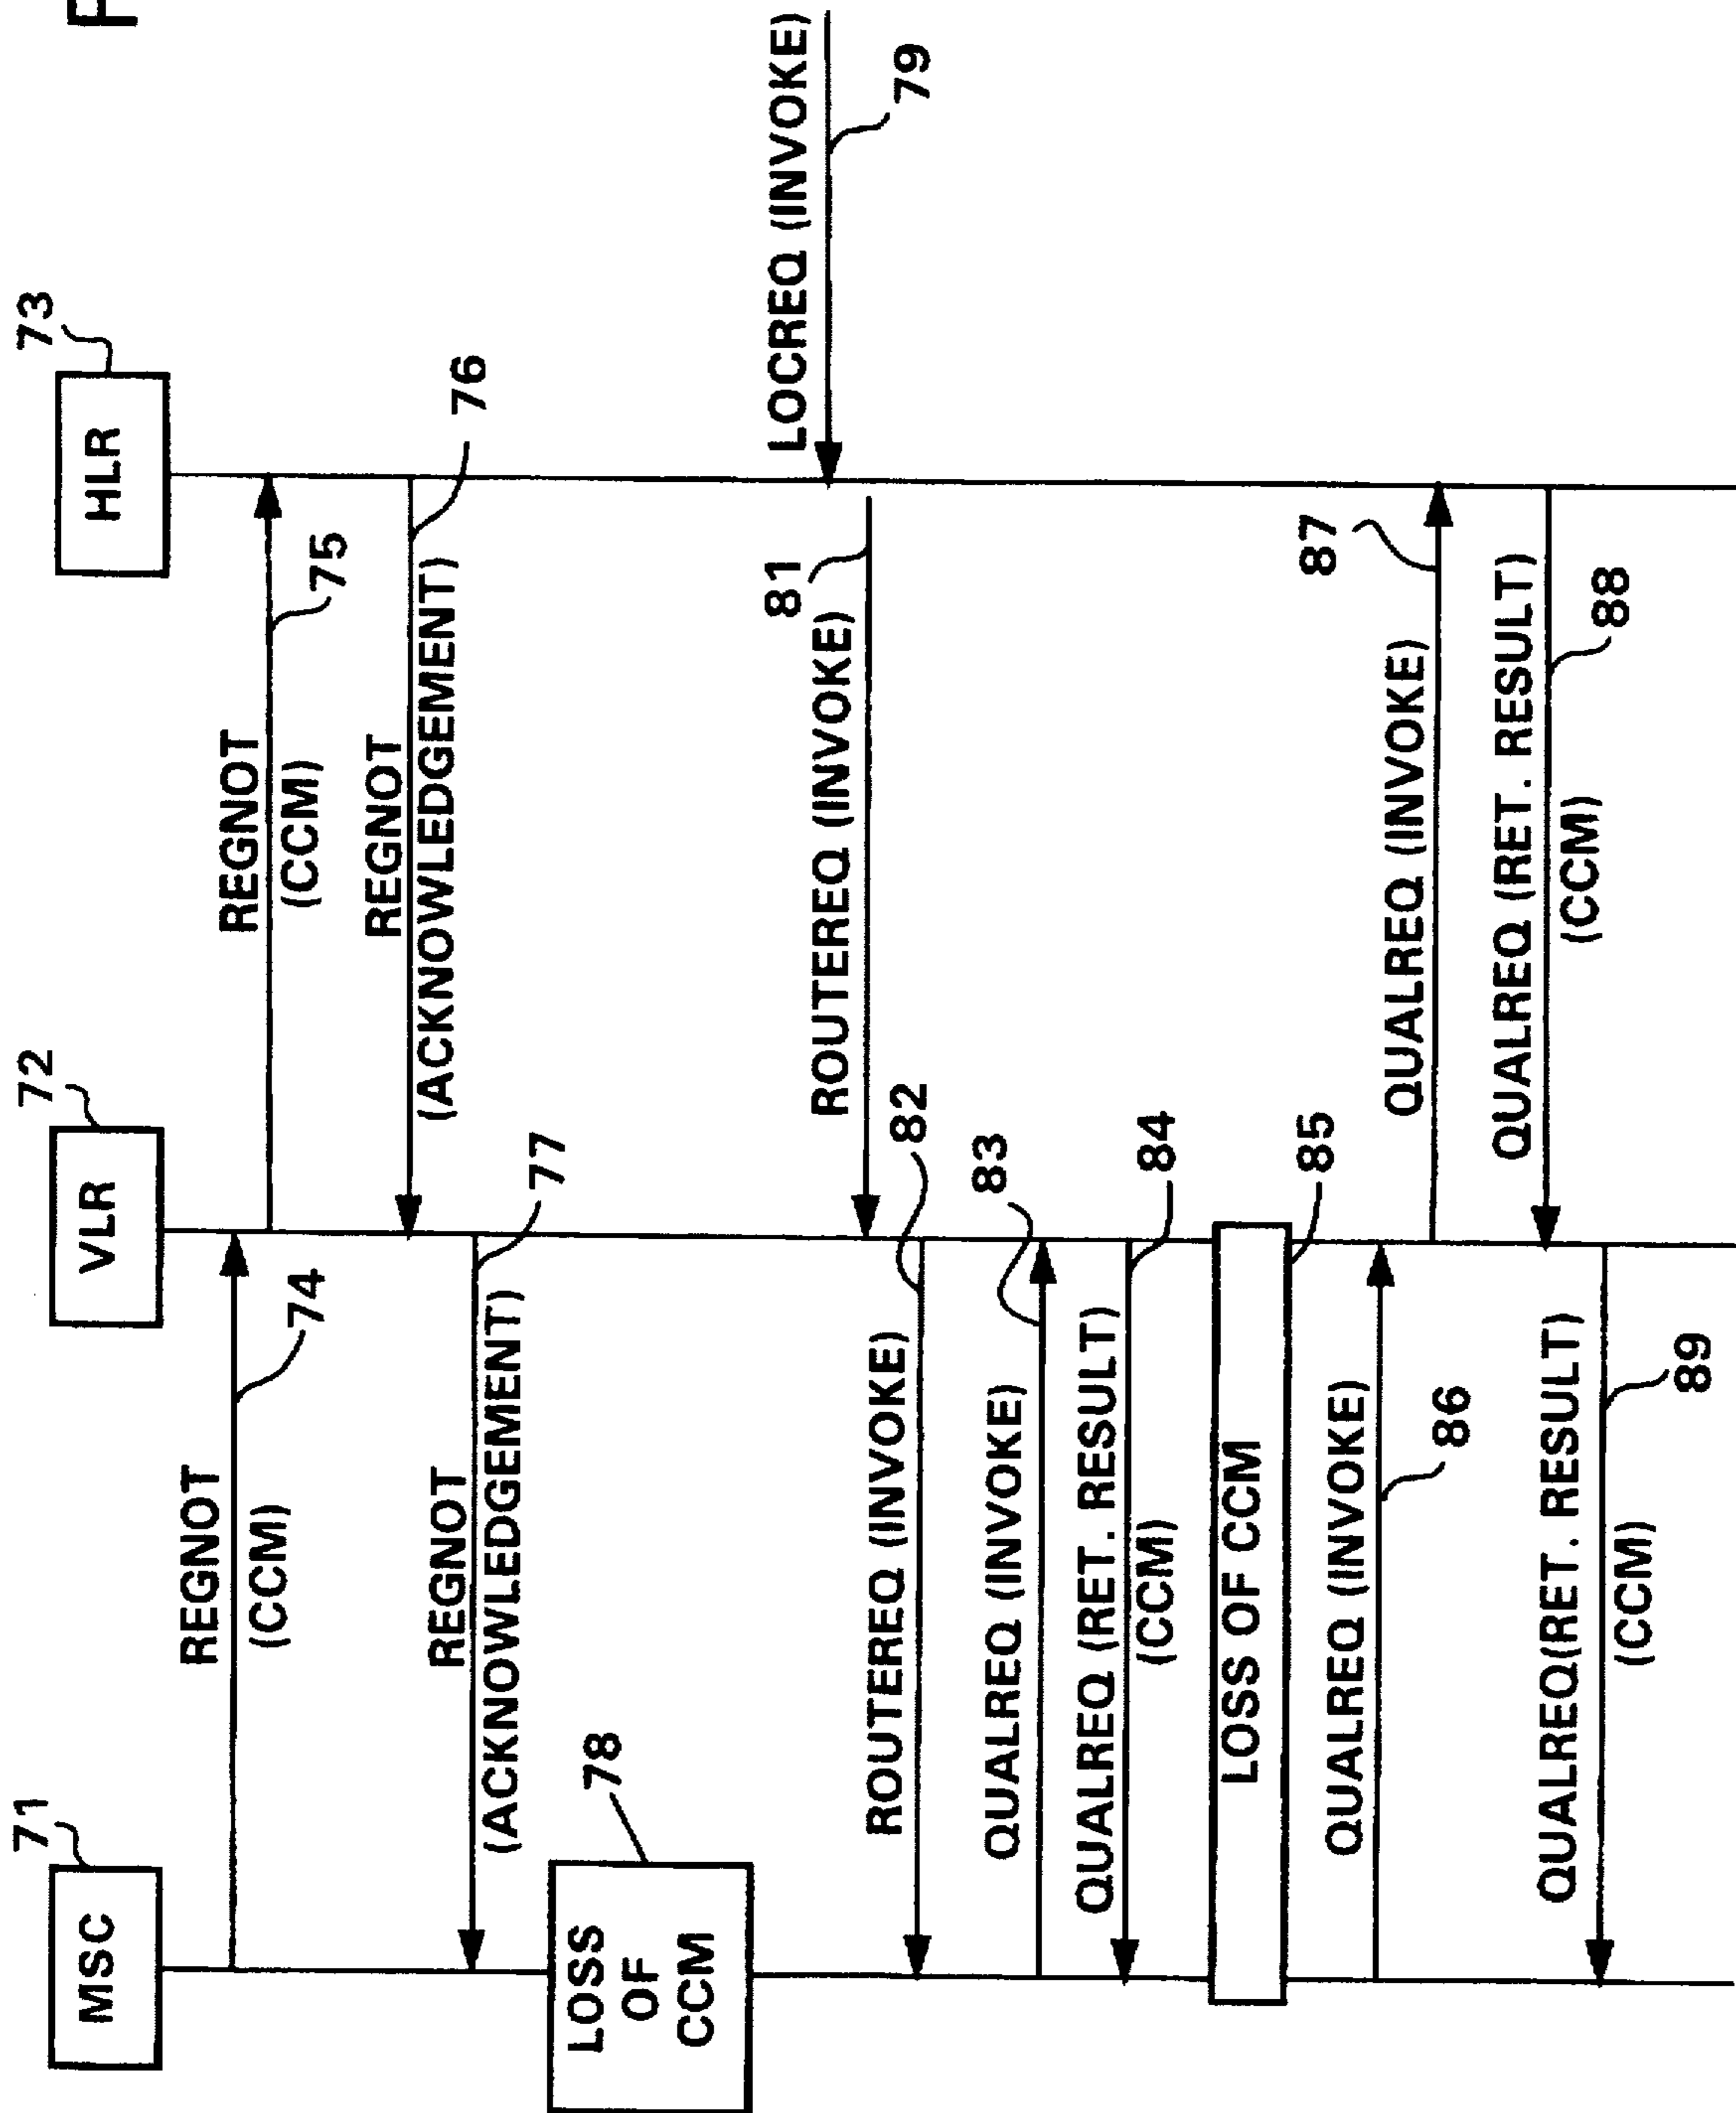 F
71
MSC
72
VLR
73
HLR
REGNOT
(CCM)
74
REGNOT
(CCM)
75
REGNOT
(ACKNOWLEDGEMENT)
76
REGNOT
(ACKNOWLEDGEMENT)
77
LOSS
OF
CCM
78
LOCREQ (INVOKE)
79
ROUTEREQ (INVOKE)
81
ROUTEREQ (INVOKE)
82
QUALREQ (INVOKE)
83
QUALREQ (RET. RESULT)
(CCM)
84
LOSS OF CCM
85
QUALREQ (INVOKE)
86
QUALREQ (INVOKE)
87
QUALREQ (RET. RESULT)
(CCM)
88
QUALREQ(RET. RESULT)
(CCM)
89